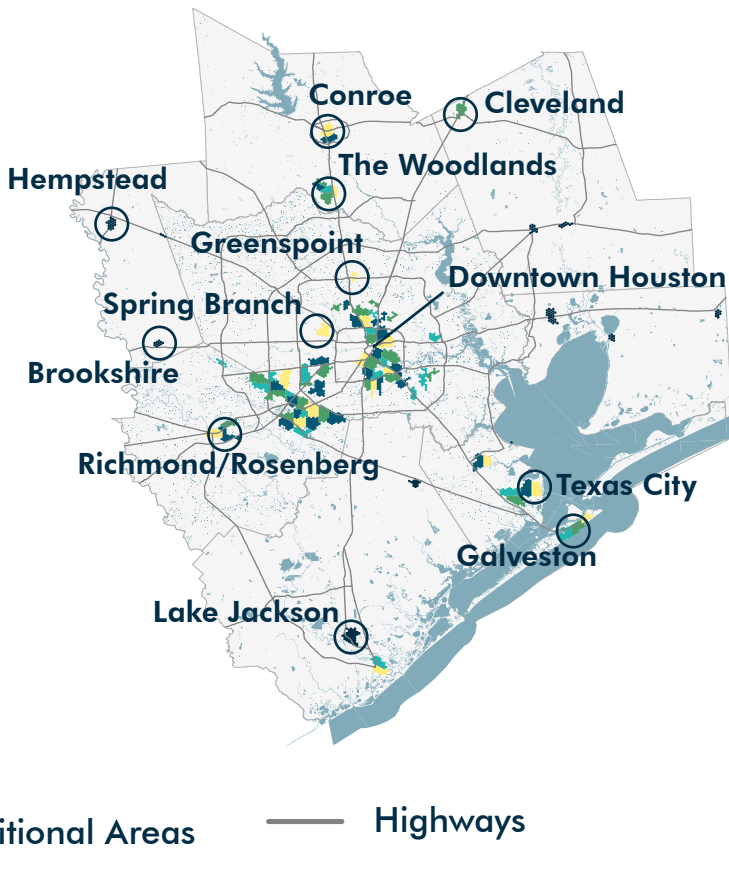 Conroe
Cleveland
The Woodlands
Hempstead
Greenspoint
Downtown Houston
Spring Branch
Brookshire
Richmond/Rosenberg
Texas City
Galveston
Lake Jackson
Highways
itional Areas